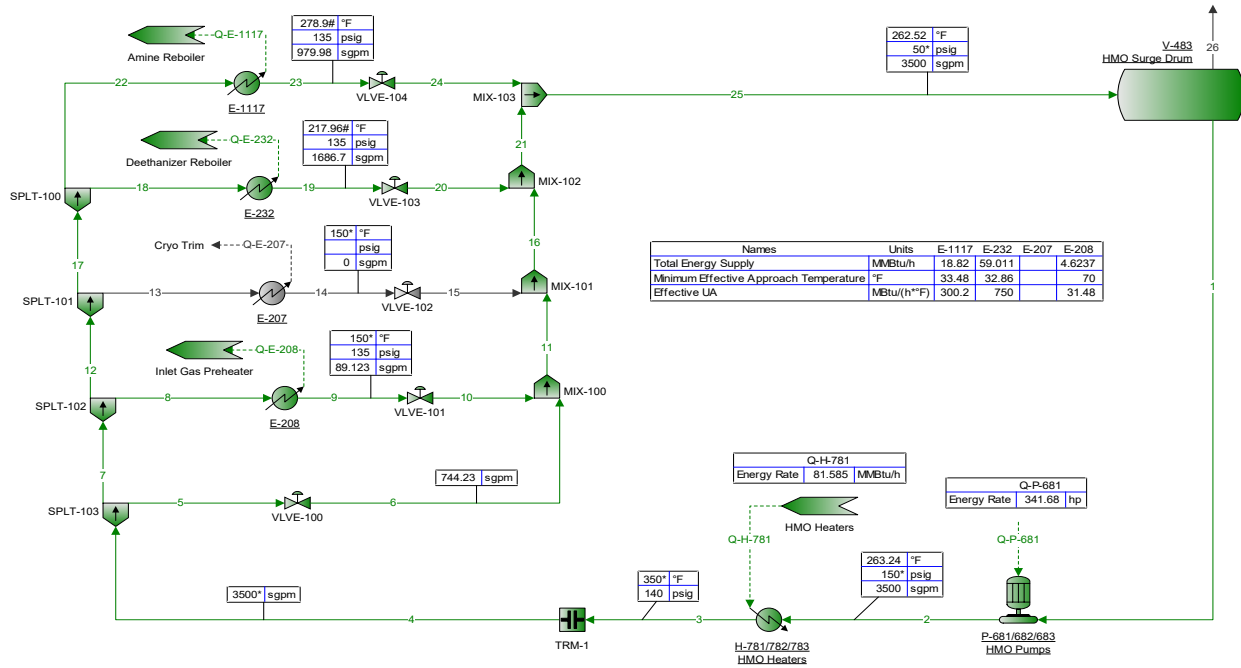 Q-E-1117
Amine Reboiler
278.9# °F
135 psig
979.98 sgpm
22
E-1117
23
VLVE-104
24
MIX-103
25
262.52 °F
50* psig
3500 sgpm
26
V-483
HMO Surge Drum
Q-E-232
Deethanizer Reboiler
217.96# °F
135 psig
1686.7 sgpm
21
SPLT-100
18
E-232
19
VLVE-103
20
MIX-102
17
Cryo Trim
Q-E-207
150* °F
psig
0 sgpm
16
SPLT-101
13
E-207
14
VLVE-102
15
MIX-101
Names Units E-1117 E-232 E-207 E-208
Total Energy Supply MMBtu/h 18.82 59.011 4.6237
Minimum Effective Approach Temperature °F 33.48 32.86 70
Effective UA MBtu/(h*°F) 300.2 750 31.48
1
12
Q-E-208
Inlet Gas Preheater
150* °F
135 psig
89.123 sgpm
11
SPLT-102
8
E-208
9
VLVE-101
10
MIX-100
7
744.23 sgpm
SPLT-103
5
VLVE-100
6
Q-H-781
Energy Rate 81.585 MMBtu/h
HMO Heaters
Q-H-781
Q-P-681
Energy Rate 341.68 hp
Q-P-681
3500* sgpm
4
TRM-1
350* °F
140 psig
3
H-781/782/783
HMO Heaters
263.24 °F
150* psig
3500 sgpm
2
P-681/682/683
HMO Pumps